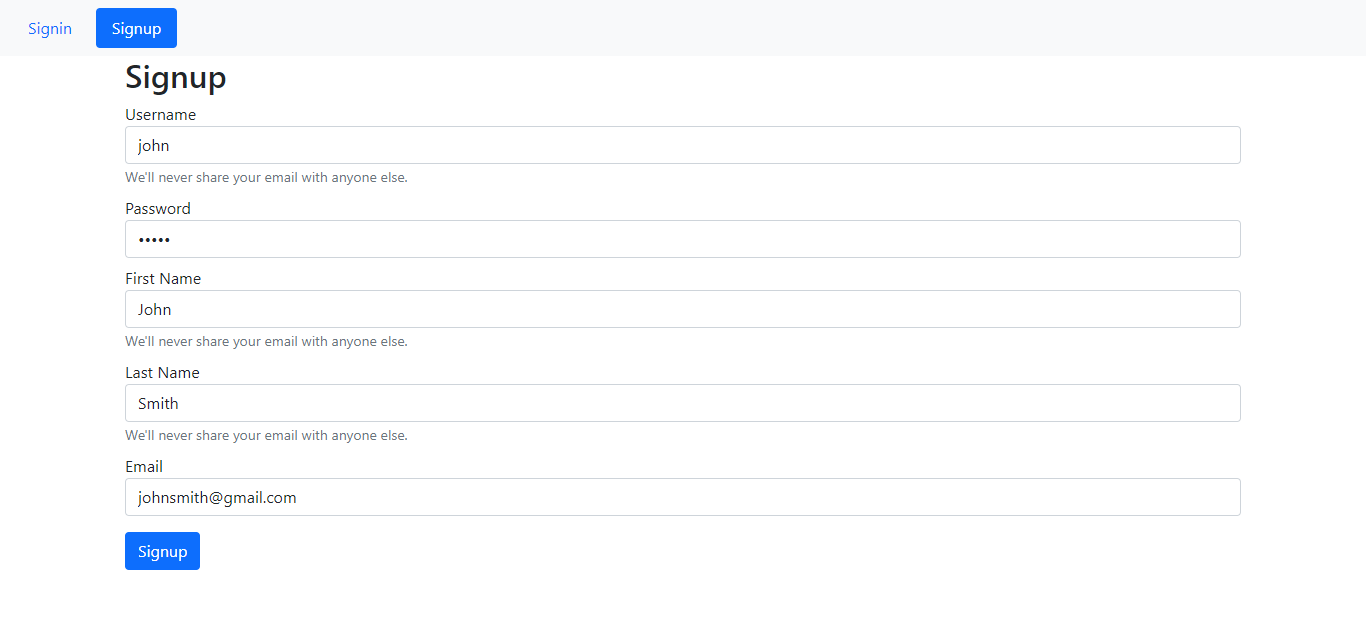 Signin Signup
Signup
Username
john
We'll never share your email with anyone else.
Password
•••••
First Name
John
We'll never share your email with anyone else.
Last Name
Smith
We'll never share your email with anyone else.
Email
johnsmith@gmail.com
Signup